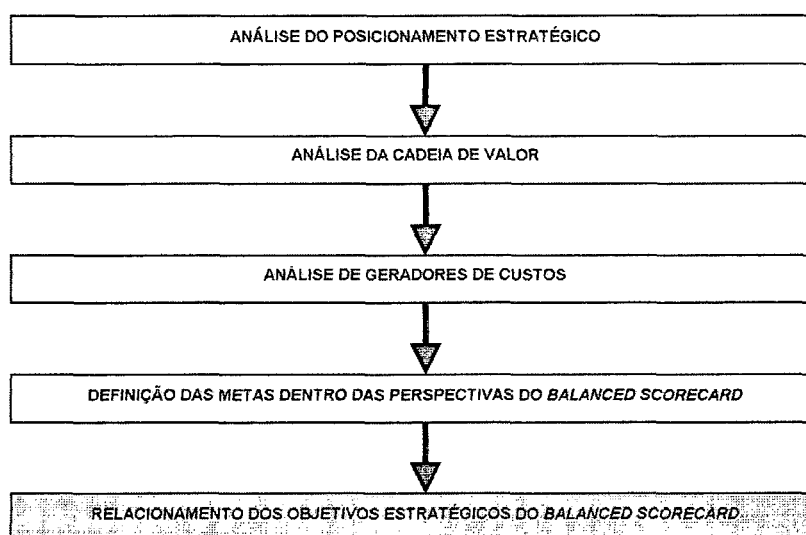 ANÁLISE DO POSICIONAMENTO ESTRATÉGICO
ANÁLISE DA CADEIA DE VALOR
ANÁLISE DE GERADORES DE CUSTOS
DEFINIÇÃO DAS METAS DENTRO DAS PERSPECTIVAS DO BALANCED SCORECARD
RELACIONAMENTO DOS OBJETIVOS ESTRATÉGICOS DO BALANCED SCORECARD